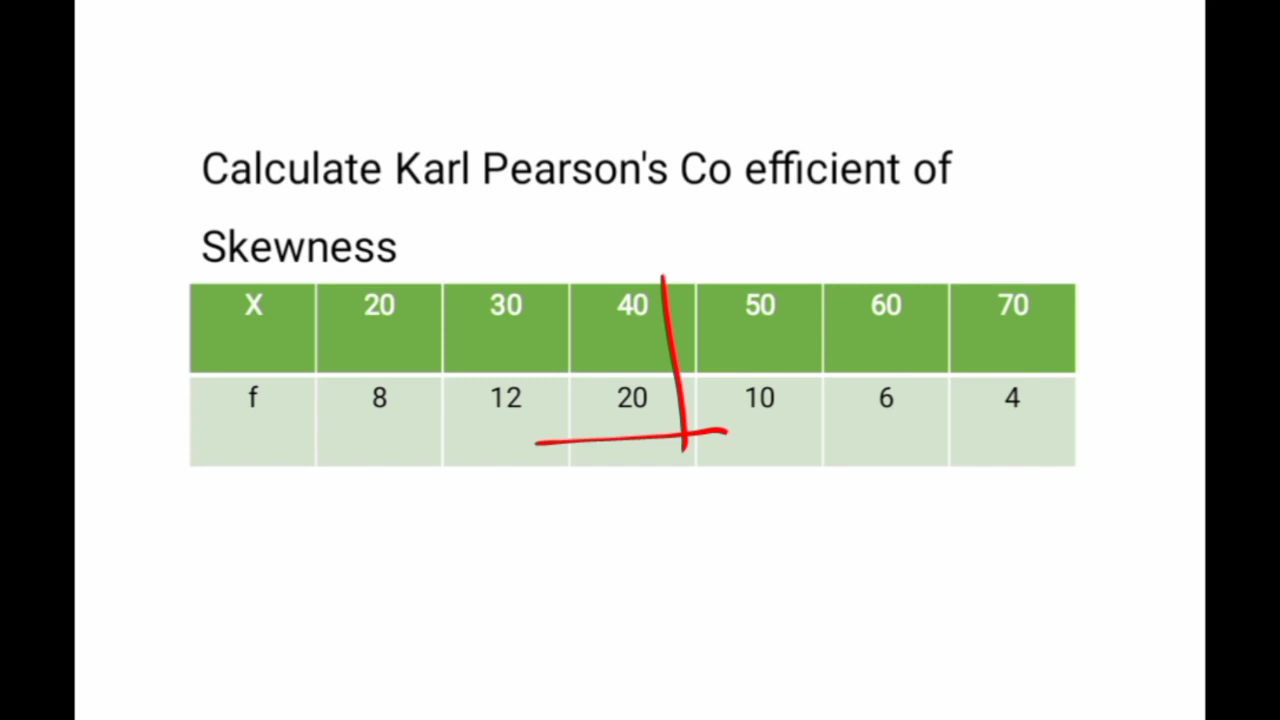 Calculate Karl Pearson's Co efficient of
Skewness
X 20 30 40 50 60 70
f 8 12 20 10 6 4